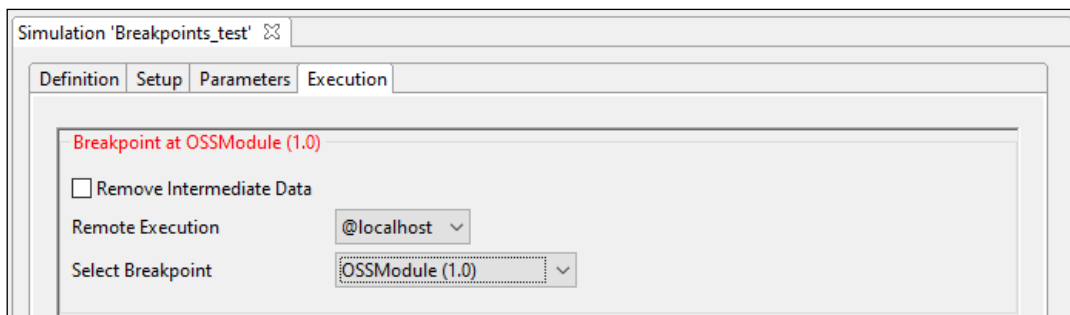 Simulation 'Breakpoints_test'
Definition Setup Parameters Execution
Breakpoint at OSSModule (1.0)
Remove Intermediate Data
Remote Execution @localhost
Select Breakpoint OSSModule (1.0)